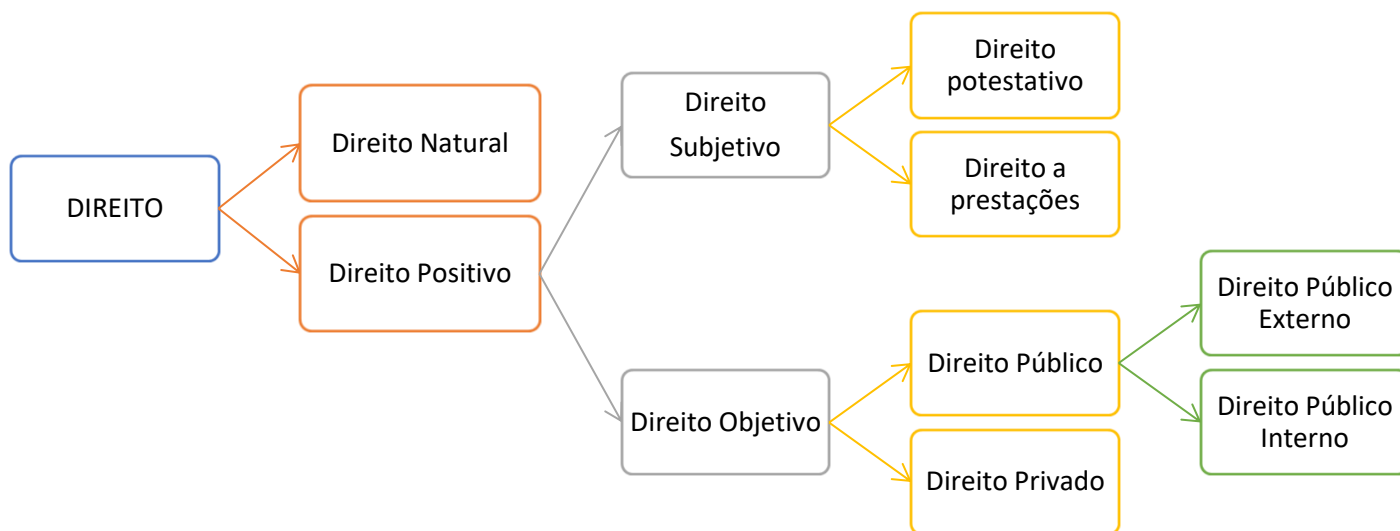 DIREITO
Direito Natural
Direito Positivo
Direito
Subjetivo
Direito Objetivo
Direito
potestativo
Direito a
prestações
Direito Público
Direito Privado
Direito Público
Externo
Direito Público
Interno